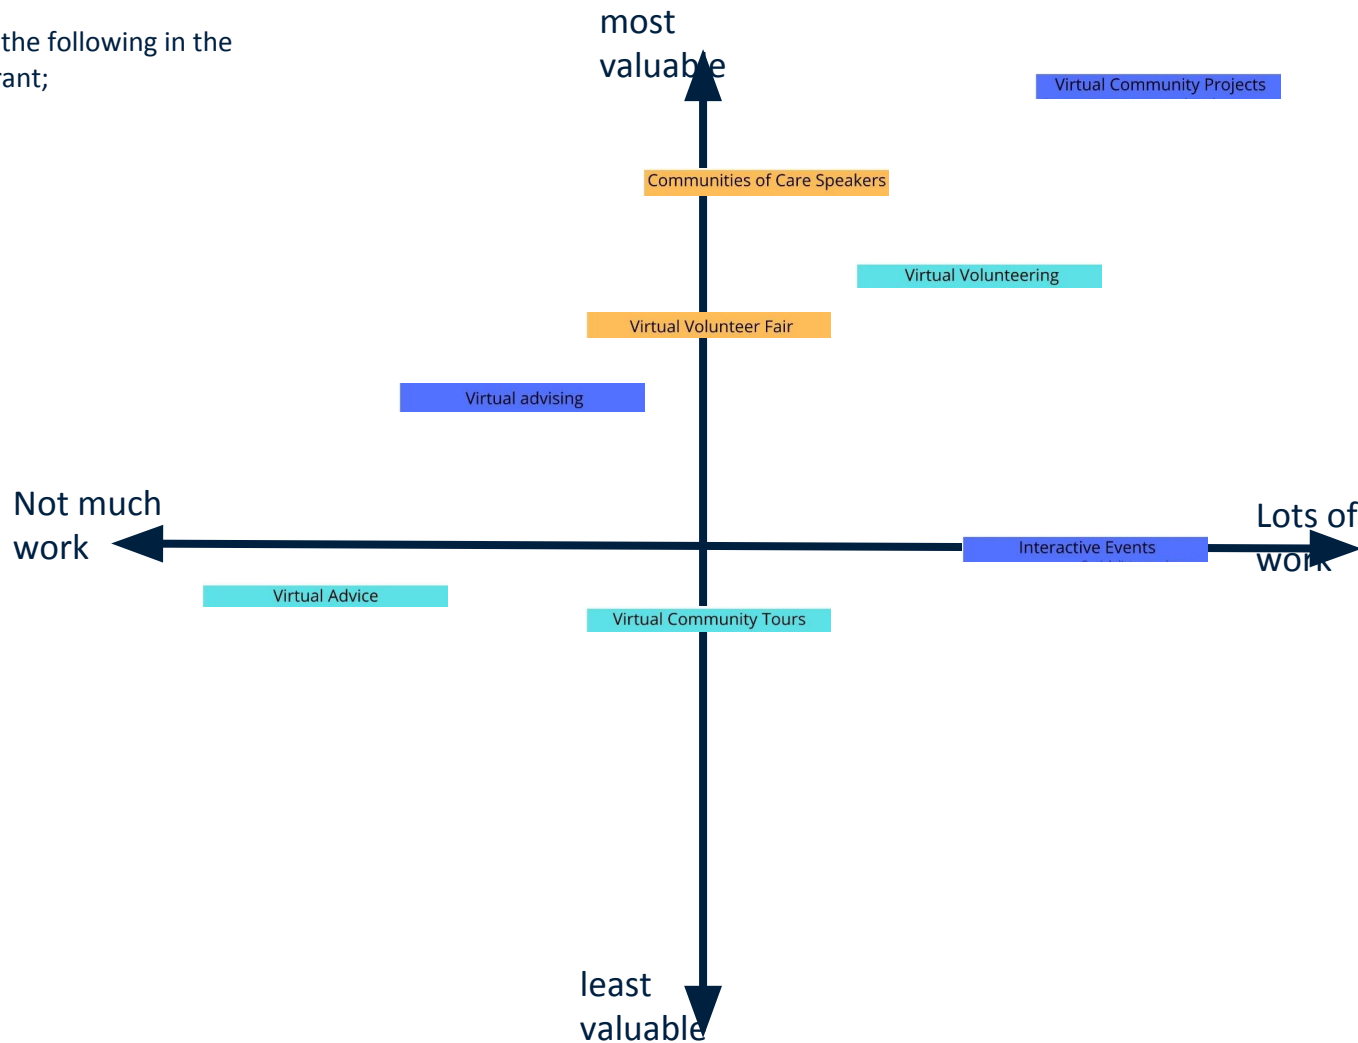 the following in the
rant;
most
valuable
Virtual Community Projects
Communities of Care Speakers
Virtual Volunteering
Virtual Volunteer Fair
Virtual advising
Not much
work
Lots of
work
Interactive Events
Virtual Advice
Virtual Community Tours
least
valuable